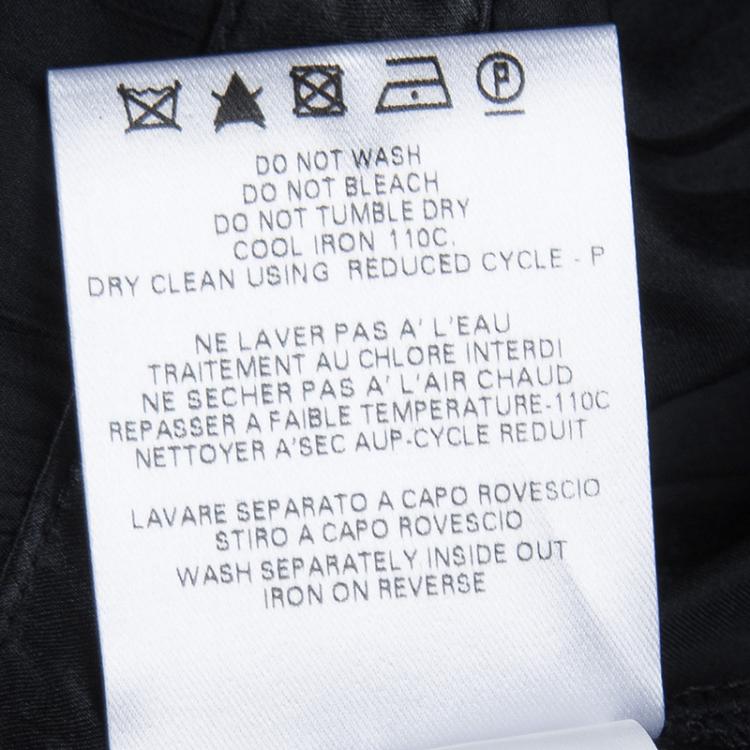 P
DO NOT WASH
DO NOT BLEACH
DO NOT TUMBLE DRY
COOL IRON 110C.
DRY CLEAN USING REDUCED CYCLE - P
NE LAVER PAS A' L'EAU
TRAITEMENT AU CHLORE INTERDI
NE SECHER PAS A' L'AIR CHAUD
REPASSER A FAIBLE TEMPERATURE-110C
NETTOYER A'SEC AUP-CYCLE REDUIT
LAVARE SEPARATO A CAPO ROVESCIO
STIRO A CAPO ROVESCIO
WASH SEPARATELY INSIDE OUT
IRON ON REVERSE